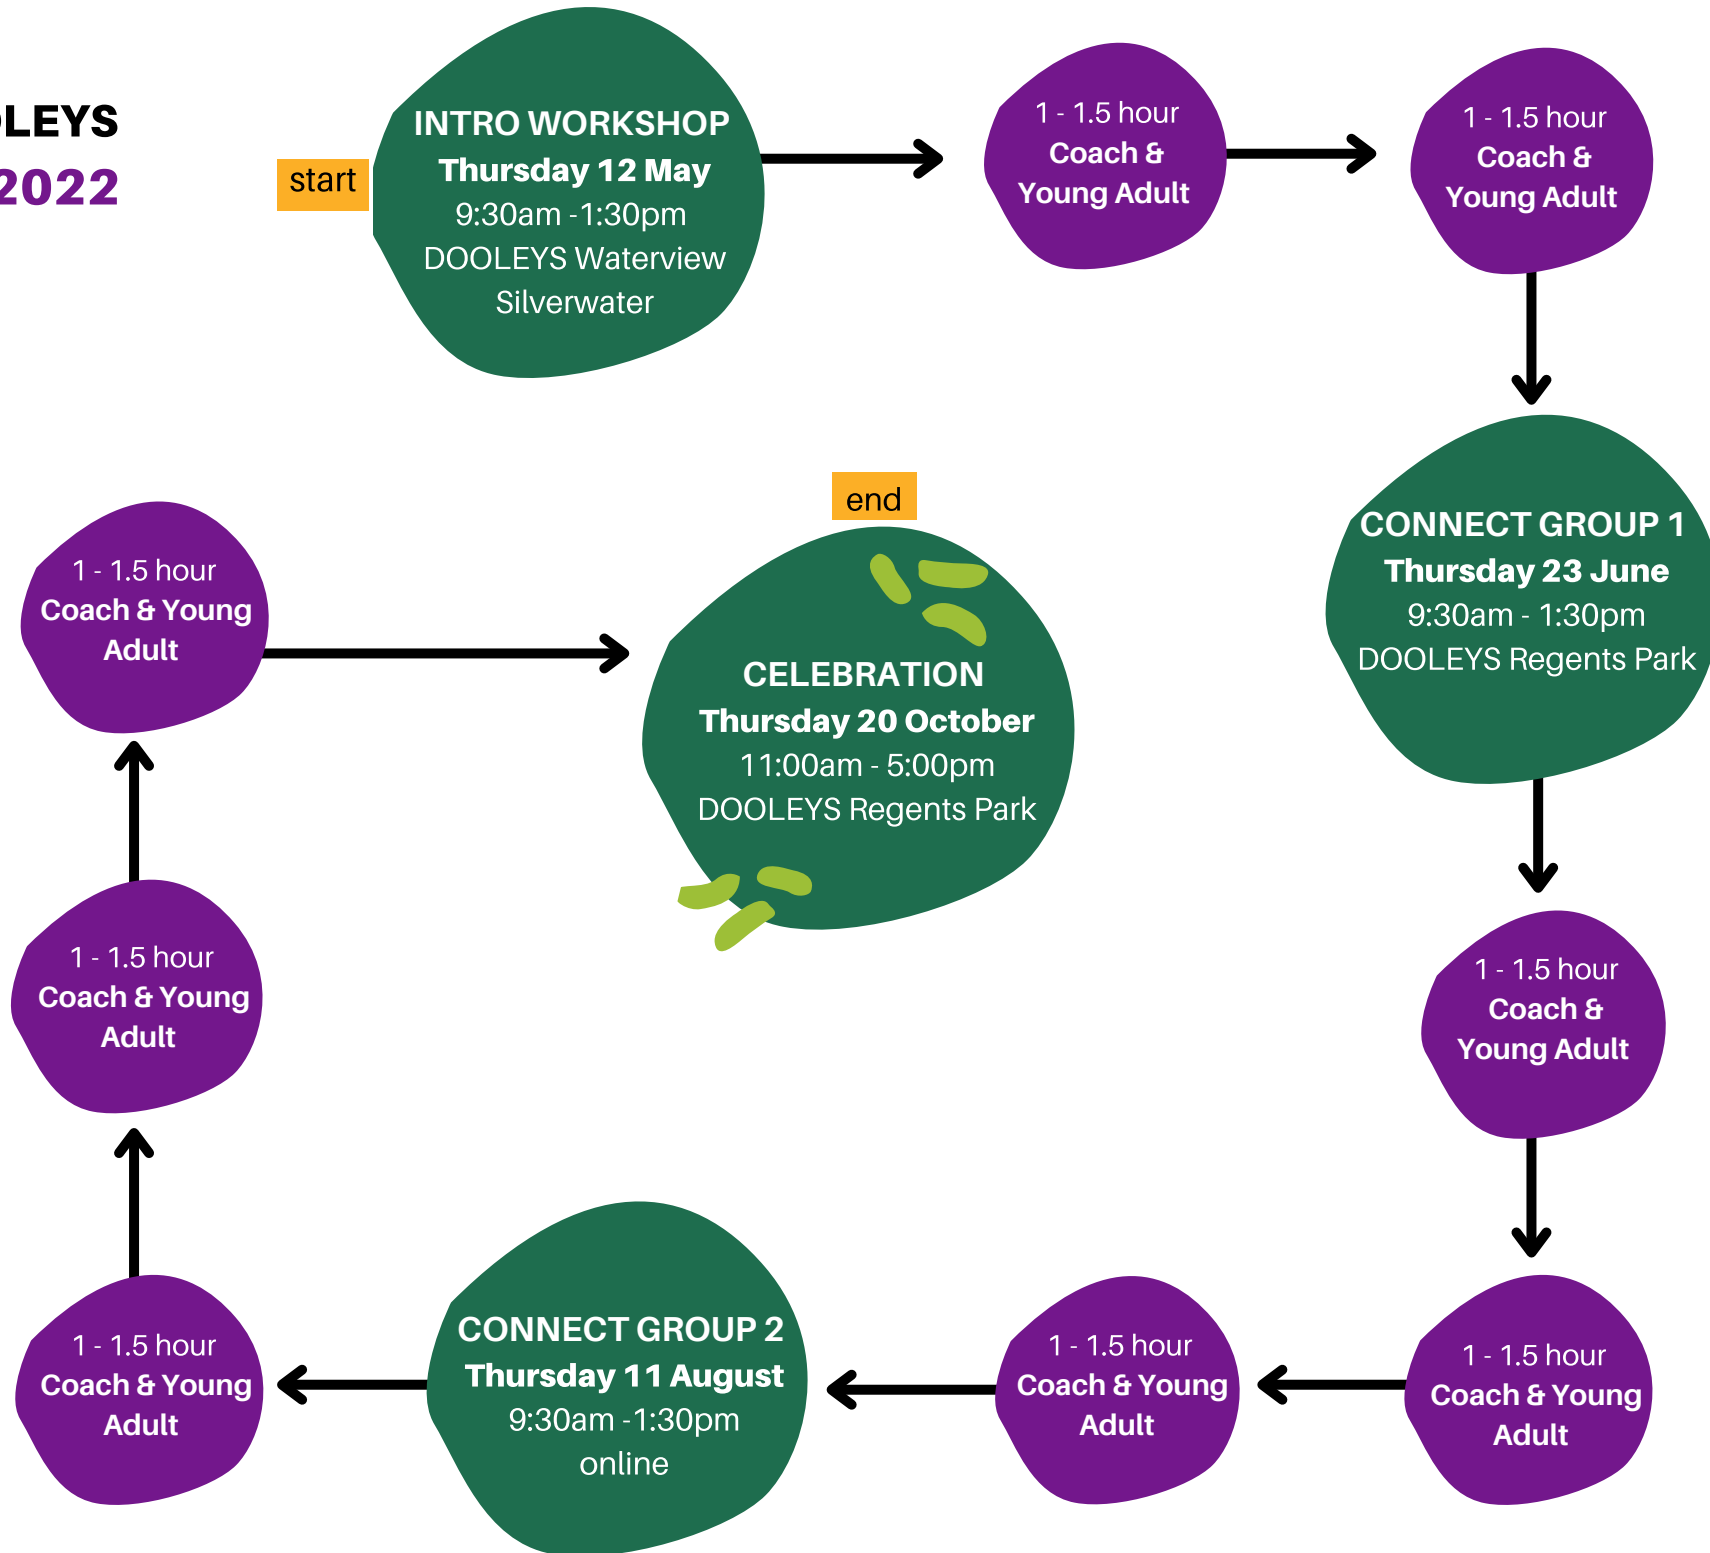 LEYS
2022
start
INTRO WORKSHOP
Thursday 12 May
9:30am -1:30pm
DOOLEYS Waterview
Silverwater
1 - 1.5 hour
Coach &
Young Adult
1 - 1.5 hour
Coach &
Young Adult
CONNECT GROUP 1
Thursday 23 June
9:30am - 1:30pm
DOOLEYS Regents Park
1 - 1.5 hour
Coach &
Young Adult
1 - 1.5 hour
Coach & Young
Adult
1 - 1.5 hour
Coach & Young
Adult
CONNECT GROUP 2
Thursday 11 August
9:30am -1:30pm
online
1 - 1.5 hour
Coach & Young
Adult
1 - 1.5 hour
Coach & Young
Adult
1 - 1.5 hour
Coach & Young
Adult
end
CELEBRATION
Thursday 20 October
11:00am - 5:00pm
DOOLEYS Regents Park